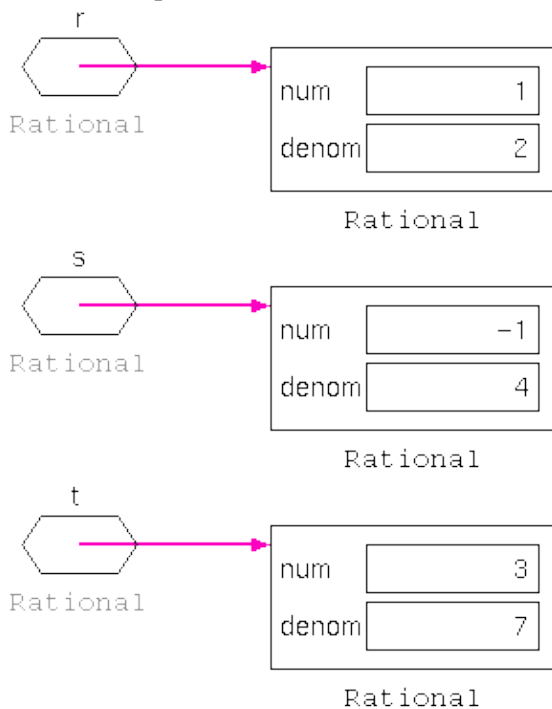 r
num 1
Rational
denom 2
Rational
s
num -1
Rational
denom 4
Rational
t
num 3
Rational
denom 7
Rational